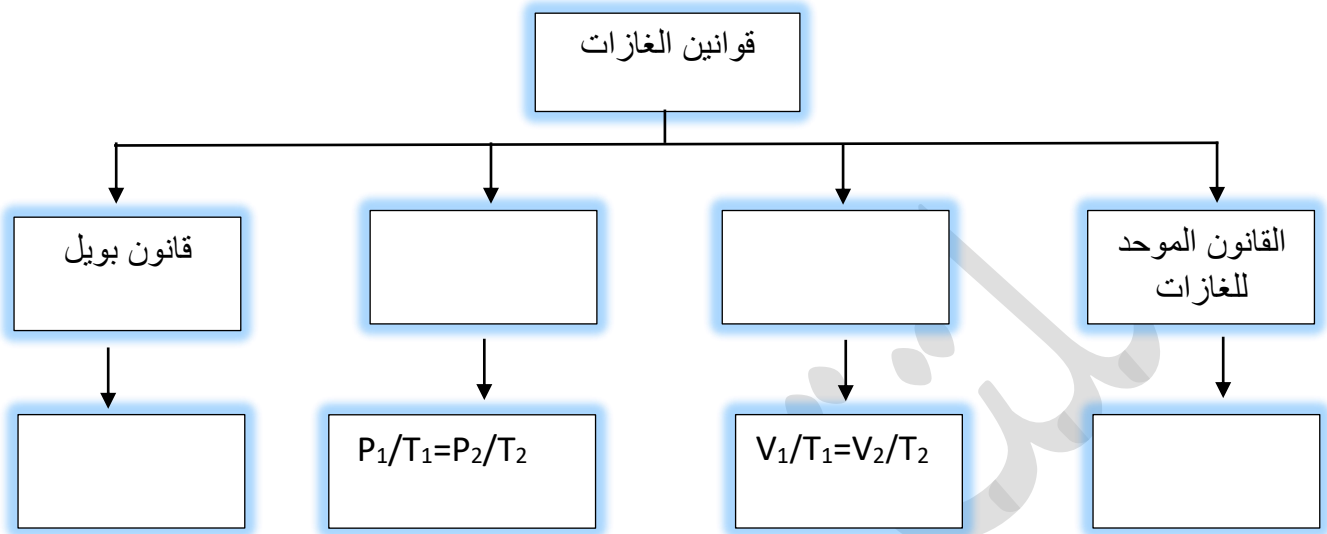 قوانين الغازات
القانون الموحد
للغازات
قانون بويل
V₁/T₁=V₂/T₂
P₁/T₁=P₂/T₂